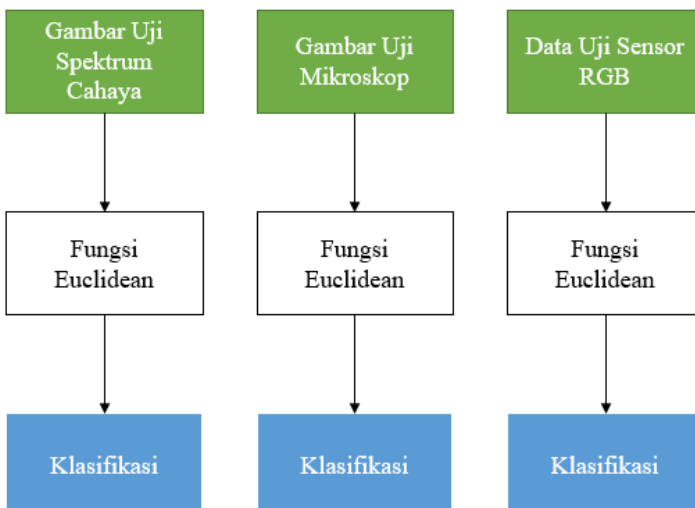 Gambar Uji
Spektrum
Cahaya
Gambar Uji
Mikroskop
Data Uji Sensor
RGB
Fungsi
Euclidean
Fungsi
Euclidean
Fungsi
Euclidean
Klasifikasi
Klasifikasi
Klasifikasi